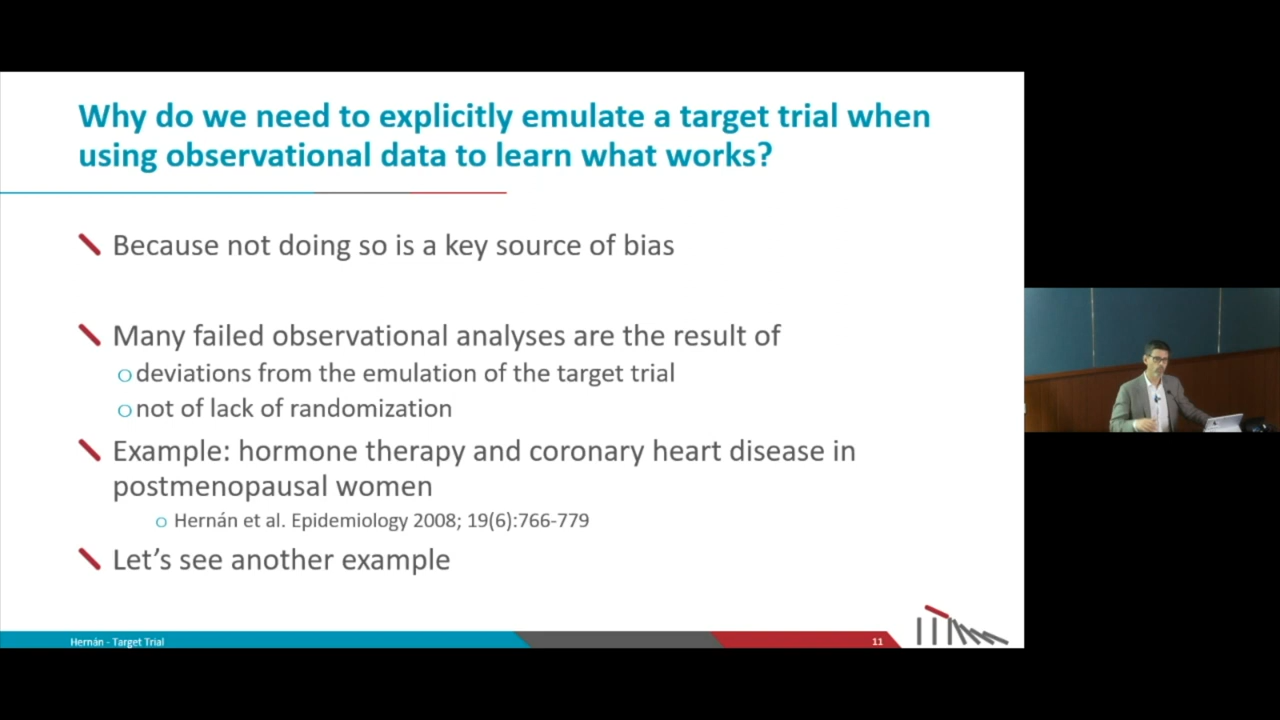 Why do we need to explicitly emulate a target trial when
using observational data to learn what works?
Because not doing so is a key source of bias
Many failed observational analyses are the result of
deviations from the emulation of the target trial
not of lack of randomization
Example: hormone therapy and coronary heart disease in
postmenopausal women
Hernán et al. Epidemiology 2008; 19(6):766-779
Let's see another example
Hernán - Target Trial
11